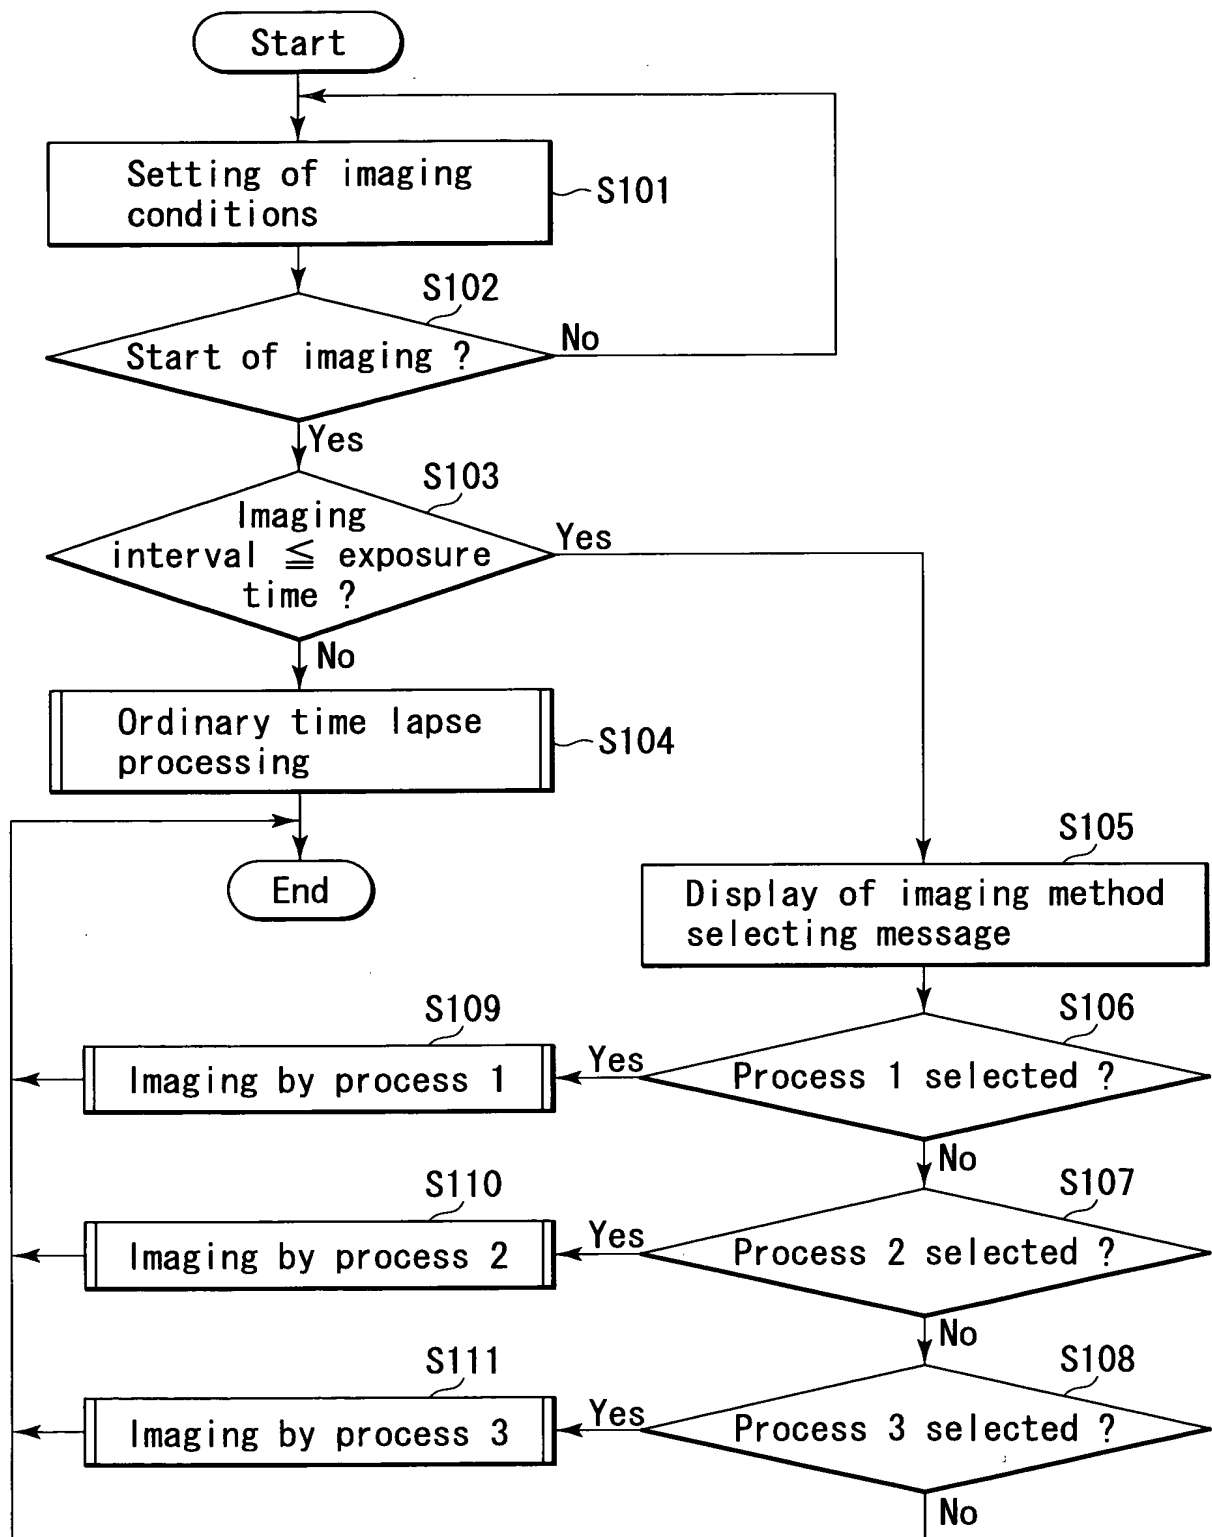 Start
Setting of imaging
conditions
S101
S102
Start of imaging ?
No
Yes
S103
Imaging
interval ≦ exposure
time ?
Yes
No
Ordinary time lapse
processing
S104
End
S105
Display of imaging method
selecting message
S106
Process 1 selected ?
Yes
S109
Imaging by process 1
No
S107
Process 2 selected ?
Yes
S110
Imaging by process 2
No
S108
Process 3 selected ?
Yes
S111
Imaging by process 3
No